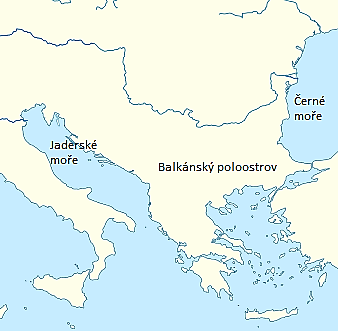 Černé
moře
Jaderské
moře
Balkánský poloostrov